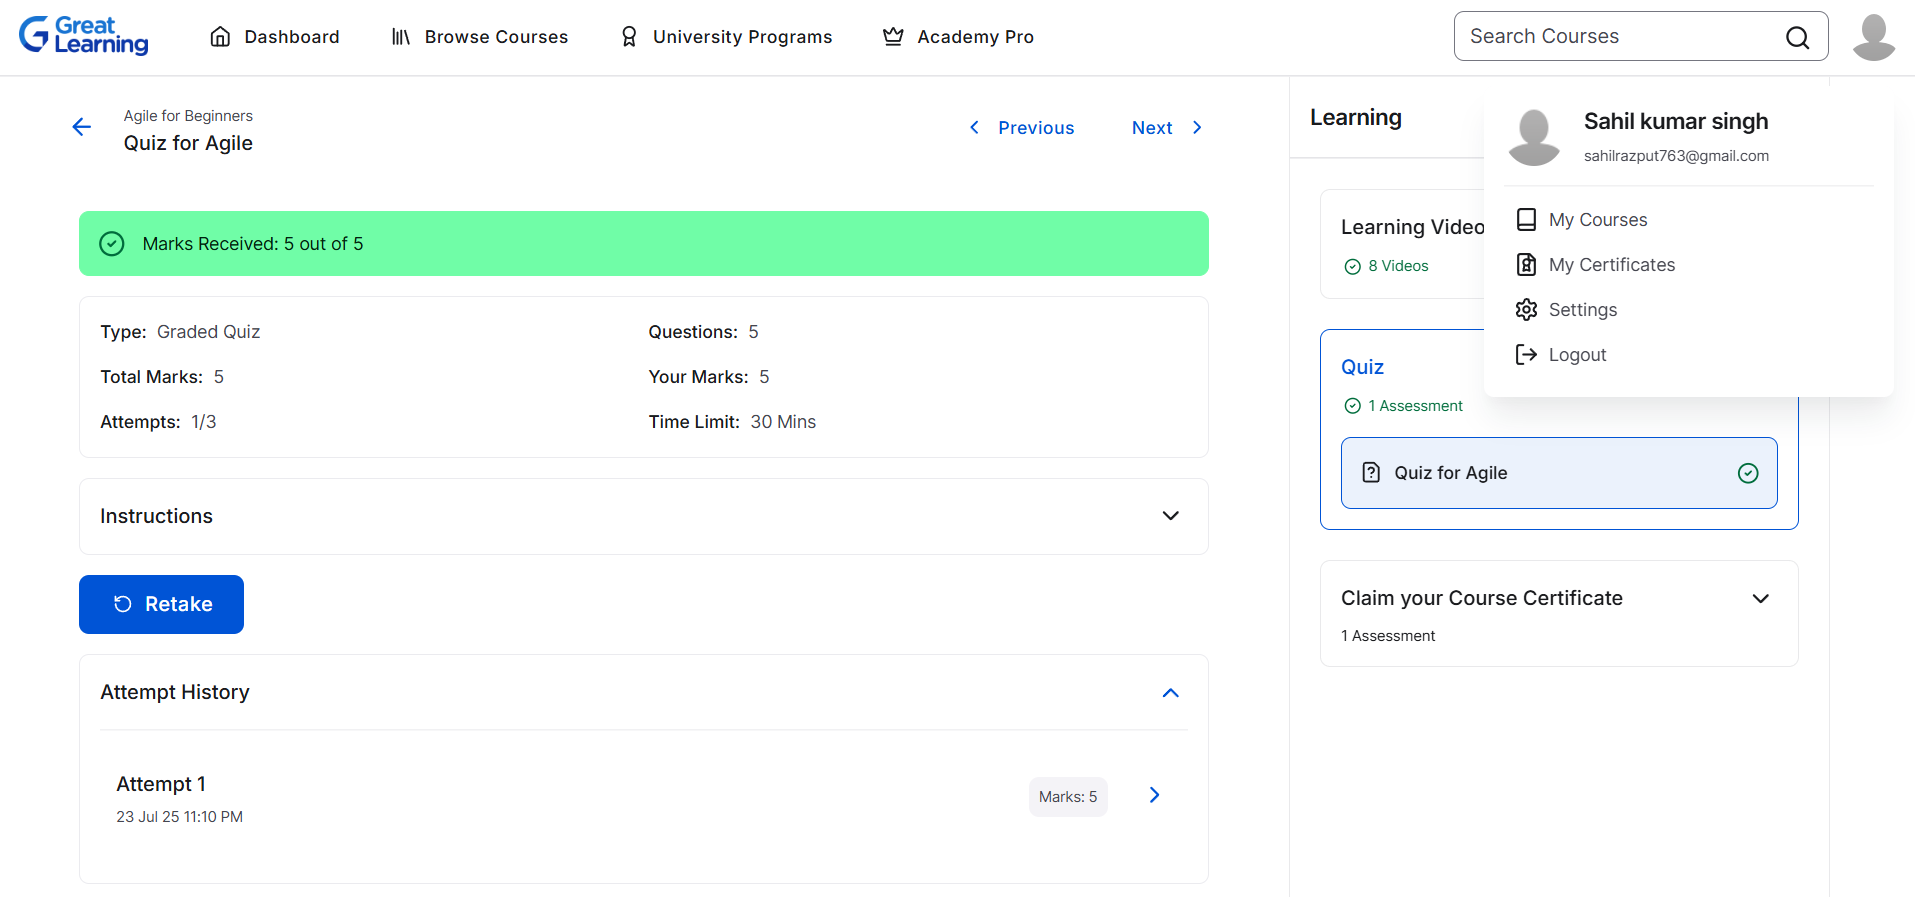 Great Learning
Dashboard
Browse Courses
University Programs
Academy Pro
Search Courses
Agile for Beginners
Quiz for Agile
Previous
Next
Marks Received: 5 out of 5
Type: Graded Quiz
Questions: 5
Total Marks: 5
Your Marks: 5
Attempts: 1/3
Time Limit: 30 Mins
Instructions
Retake
Attempt History
Attempt 1
23 Jul 25 11:10 PM
Marks: 5
Learning
Learning Video
8 Videos
Quiz
1 Assessment
Quiz for Agile
Claim your Course Certificate
1 Assessment
Sahil kumar singh
sahilrazput763@gmail.com
My Courses
My Certificates
Settings
Logout